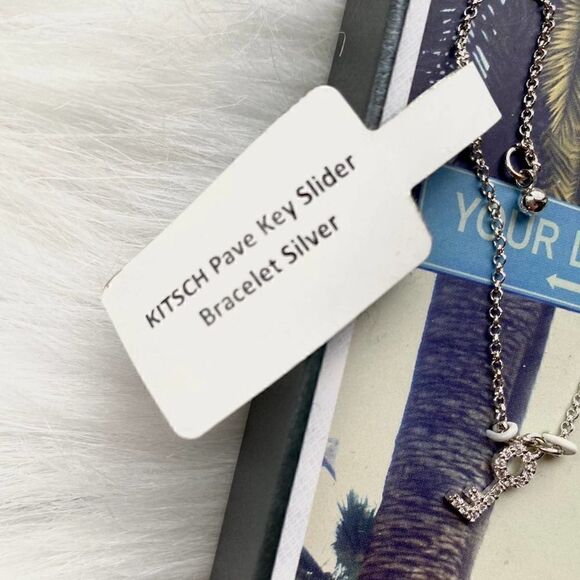 KITSCH Pave Key Slider
Bracelet Silver
YOUR